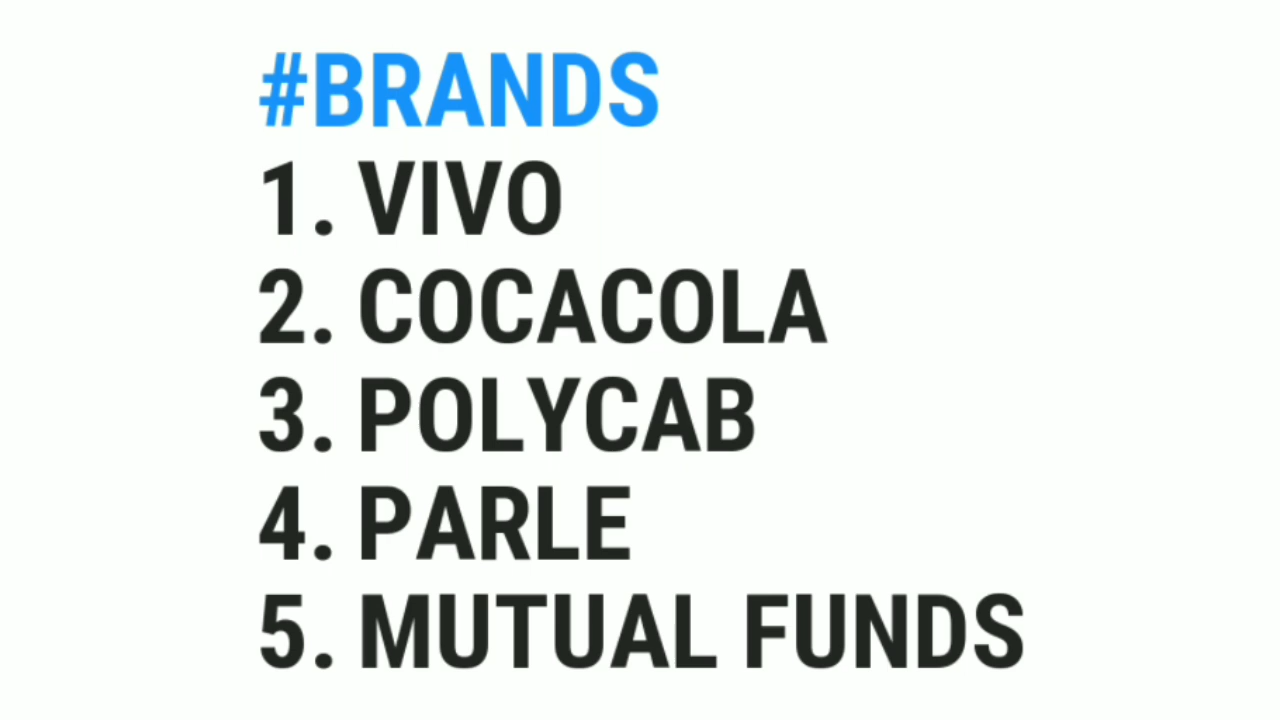 #BRANDS
1. VIVO
2. COCACOLA
3. POLYCAB
4. PARLE
5. MUTUAL FUNDS